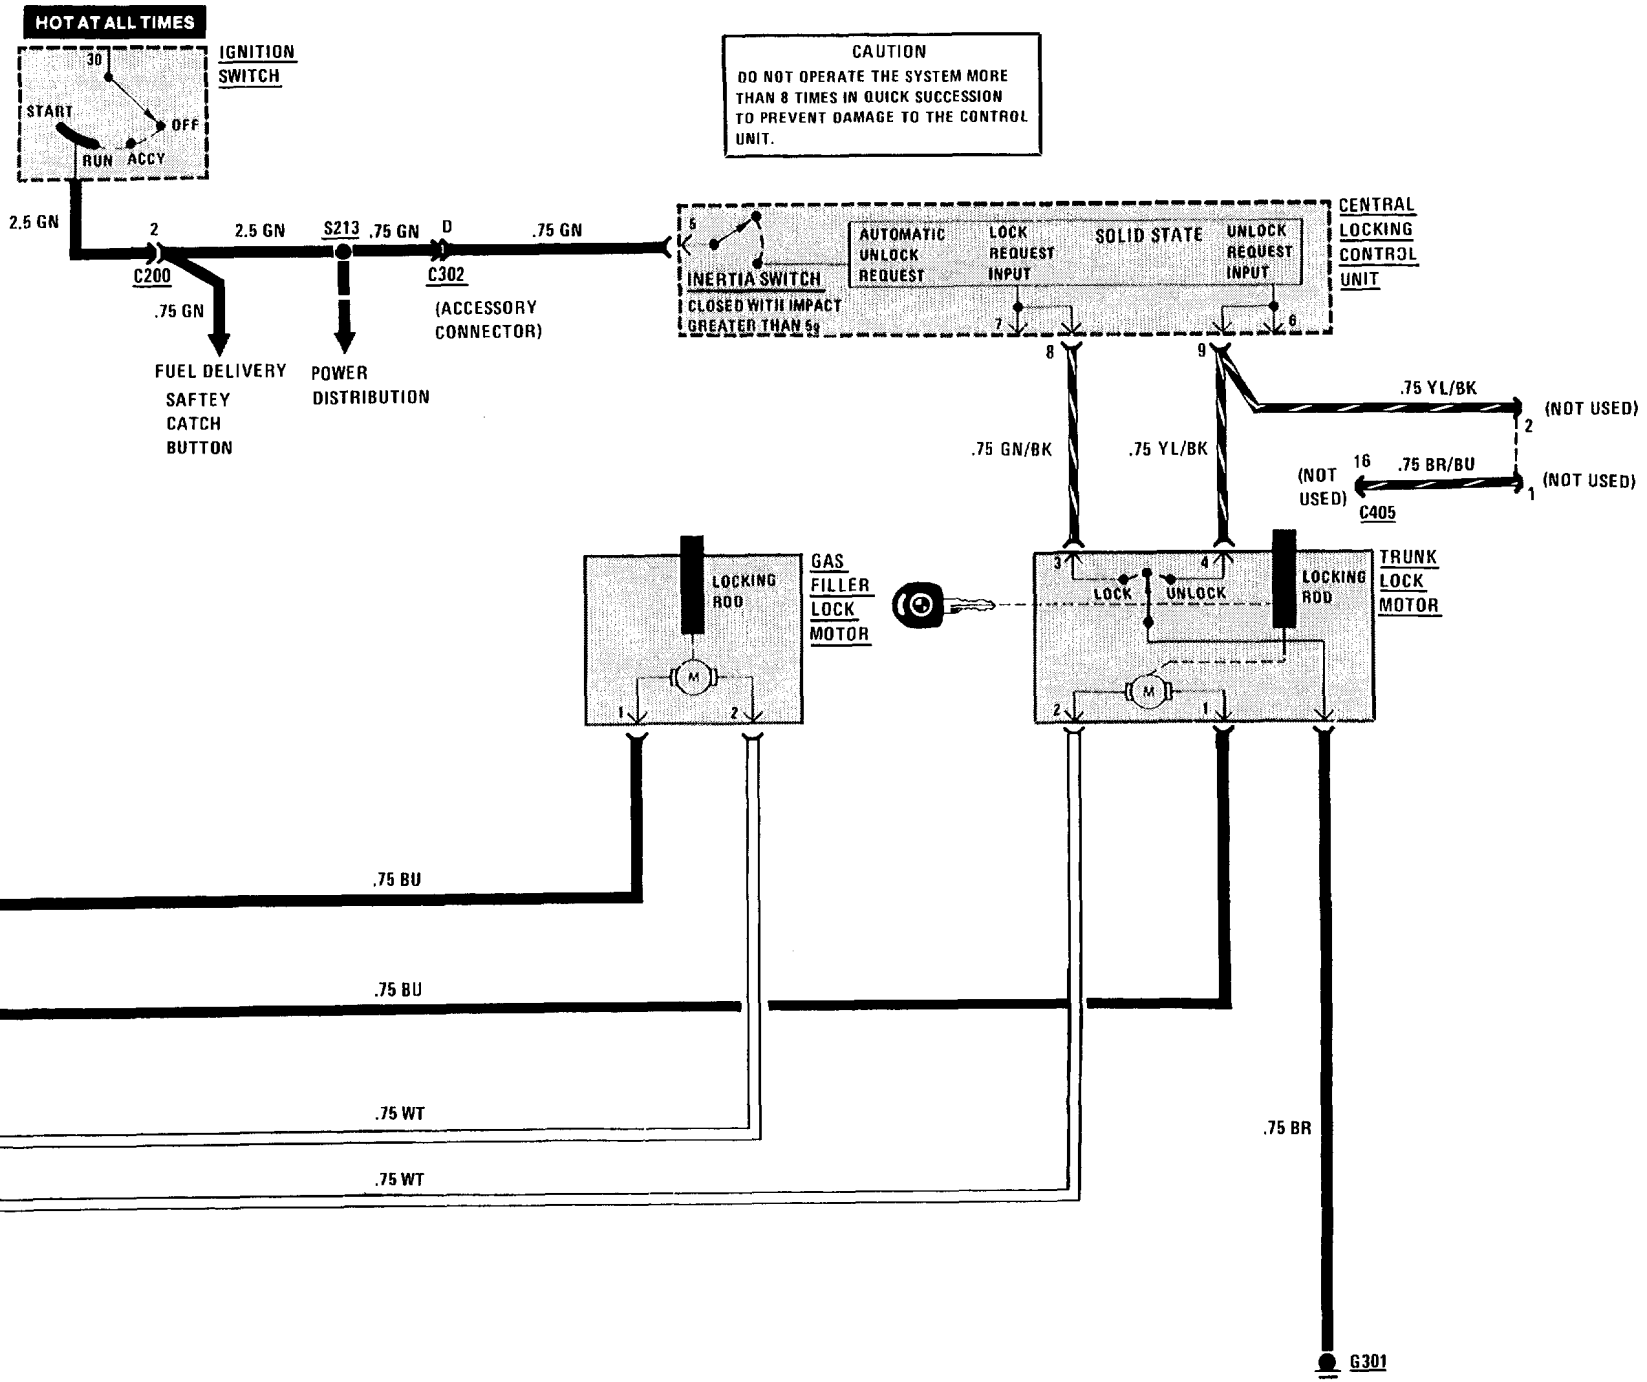 HOT AT ALL TIMES
IGNITION
SWITCH
30
START
OFF
RUN ACCY
CAUTION
DO NOT OPERATE THE SYSTEM MORE
THAN 8 TIMES IN QUICK SUCCESSION
TO PREVENT DAMAGE TO THE CONTROL
UNIT.
2.5 GN
2
C200
2.5 GN
S213
.75 GN
D
C302
(ACCESSORY
CONNECTOR)
.75 GN
.75 GN
FUEL DELIVERY
SAFTEY
CATCH
BUTTON
POWER
DISTRIBUTION
5
INERTIA SWITCH
CLOSED WITH IMPACT
GREATER THAN 5g
AUTOMATIC
UNLOCK
REQUEST
LOCK
REQUEST
INPUT
SOLID STATE
UNLOCK
REQUEST
INPUT
CENTRAL
LOCKING
CONTROL
UNIT
7
6
8
9
.75 GN/BK
.75 YL/BK
.75 YL/BK
(NOT USED)
2
16
.75 BR/BU
(NOT
USED)
C405
1
(NOT USED)
LOCKING
ROD
M
1
2
GAS
FILLER
LOCK
MOTOR
3
4
LOCK
UNLOCK
LOCKING
ROD
M
2
1
TRUNK
LOCK
MOTOR
.75 BU
.75 BU
.75 WT
.75 WT
.75 BR
G301